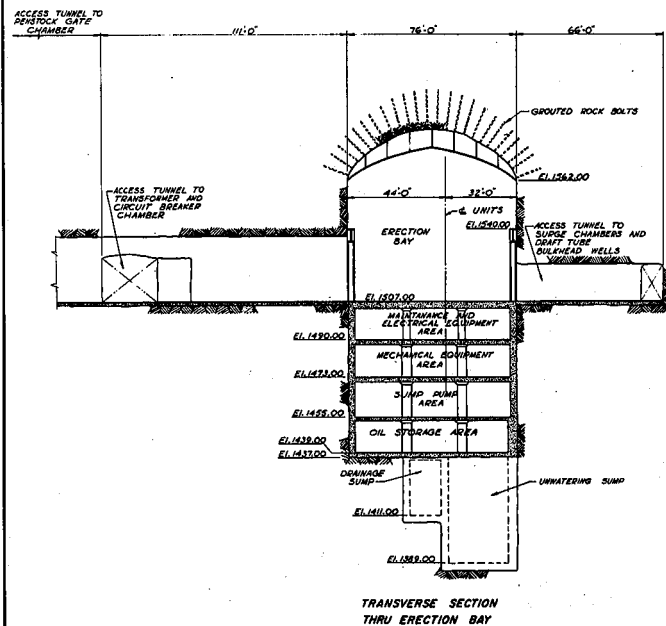 ACCESS TUNNEL TO
PENSTOCK GATE
CHAMBER
111'-0"
76'-0"
66'-0"
GROUTED ROCK BOLTS
El. 1562.00
44'-0"
32'-0"
℄ UNITS
El. 1540.00
ACCESS TUNNEL TO
TRANSFORMER AND
CIRCUIT BREAKER
CHAMBER
ERECTION
BAY
ACCESS TUNNEL TO
SURGE CHAMBERS AND
DRAFT TUBE
BULKHEAD WELLS
El. 1507.00
MAINTANANCE AND
ELECTRICAL EQUIPMENT
AREA
El. 1490.00
MECHANICAL EQUIPMENT
AREA
El. 1473.00
SUMP PUMP
AREA
El. 1455.00
OIL STORAGE AREA
El. 1439.00
El. 1437.00
DRAINAGE
SUMP
UNWATERING SUMP
El. 1411.00
El. 1389.00
TRANSVERSE SECTION
THRU ERECTION BAY